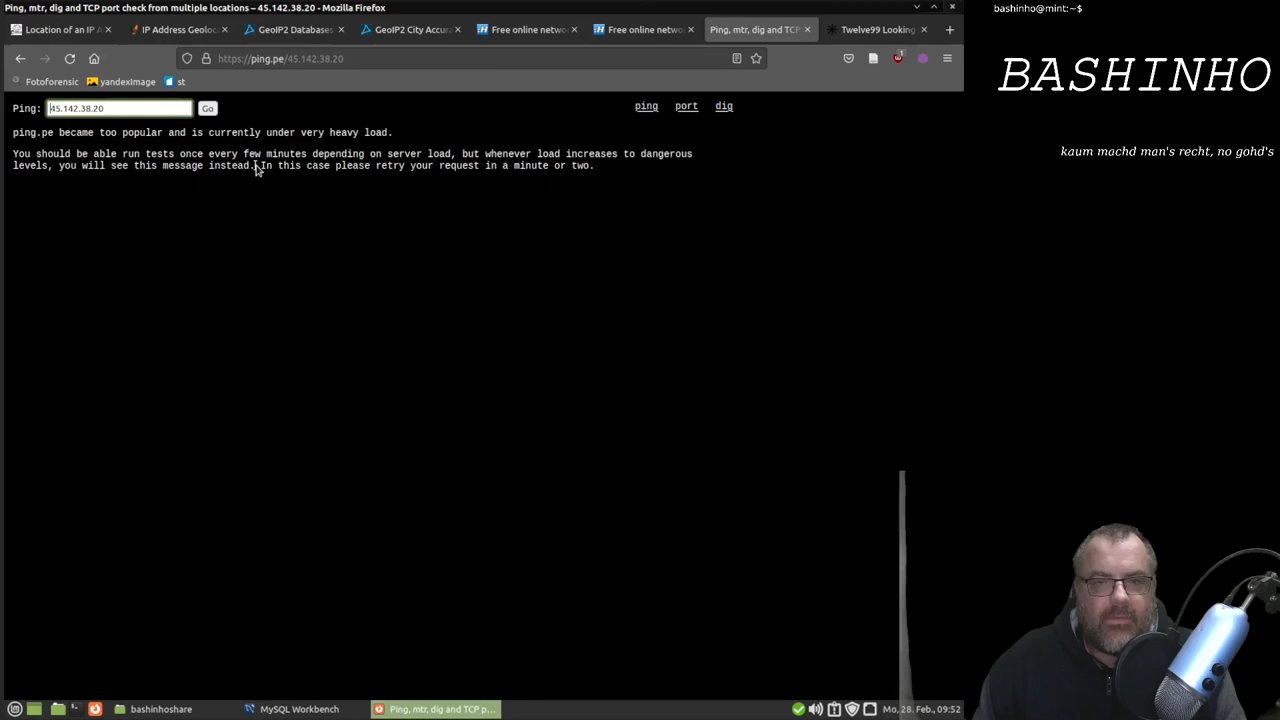 Ping, mtr, dig and TCP port check from multiple locations – 45.142.38.20 - Mozilla Firefox
Location of an IP A
IP Address Geoloc
GeoIP2 Databases
GeoIP2 City Accura
Free online netwo
Free online netwo
Ping, mtr, dig and TCP
Twelve99 Looking
https://ping.pe/45.142.38.20
1
Fotoforensic
yandexImage
st
Ping:
45.142.38.20
Go
ping
port
dig
ping.pe became too popular and is currently under very heavy load.
You should be able run tests once every few minutes depending on server load, but whenever load increases to dangerous
levels, you will see this message instead. In this case please retry your request in a minute or two.
bashinho@mint:~$
BASHINHO
kaum machd man's recht, no gohd's
bashinhoshare
MySQL Workbench
Ping, mtr, dig and TCP p...
Mo, 28. Feb., 09:52